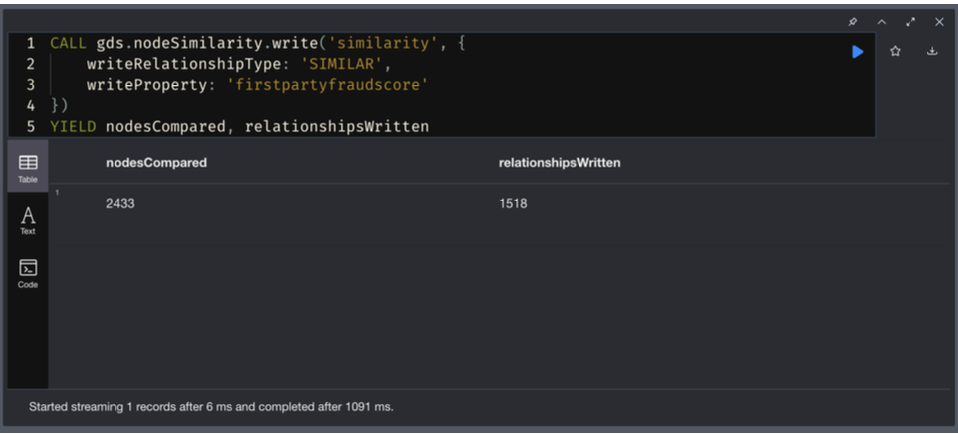 1 CALL gds.nodeSimilarity.write('similarity', {
2 writeRelationshipType: 'SIMILAR',
3 writeProperty: 'firstpartyfraudscore'
4 })
5 YIELD nodesCompared, relationshipsWritten
Table
A
Text
Code
nodesCompared relationshipsWritten
1
2433 1518
Started streaming 1 records after 6 ms and completed after 1091 ms.